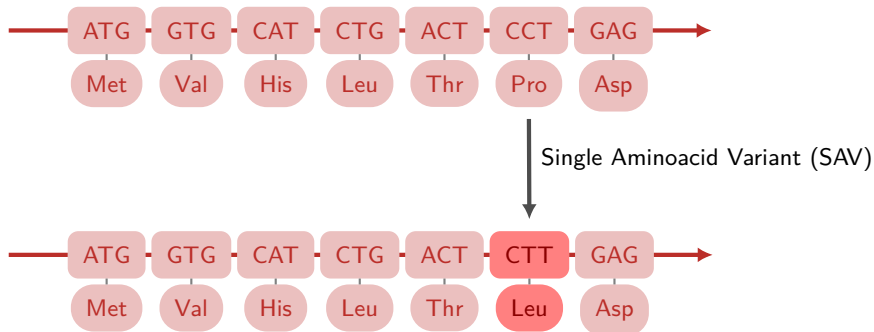 ATG GTG CAT CTG ACT CCT GAG
Met Val His Leu Thr Pro Asp
Single Aminoacid Variant (SAV)
ATG GTG CAT CTG ACT CTT GAG
Met Val His Leu Thr Leu Asp